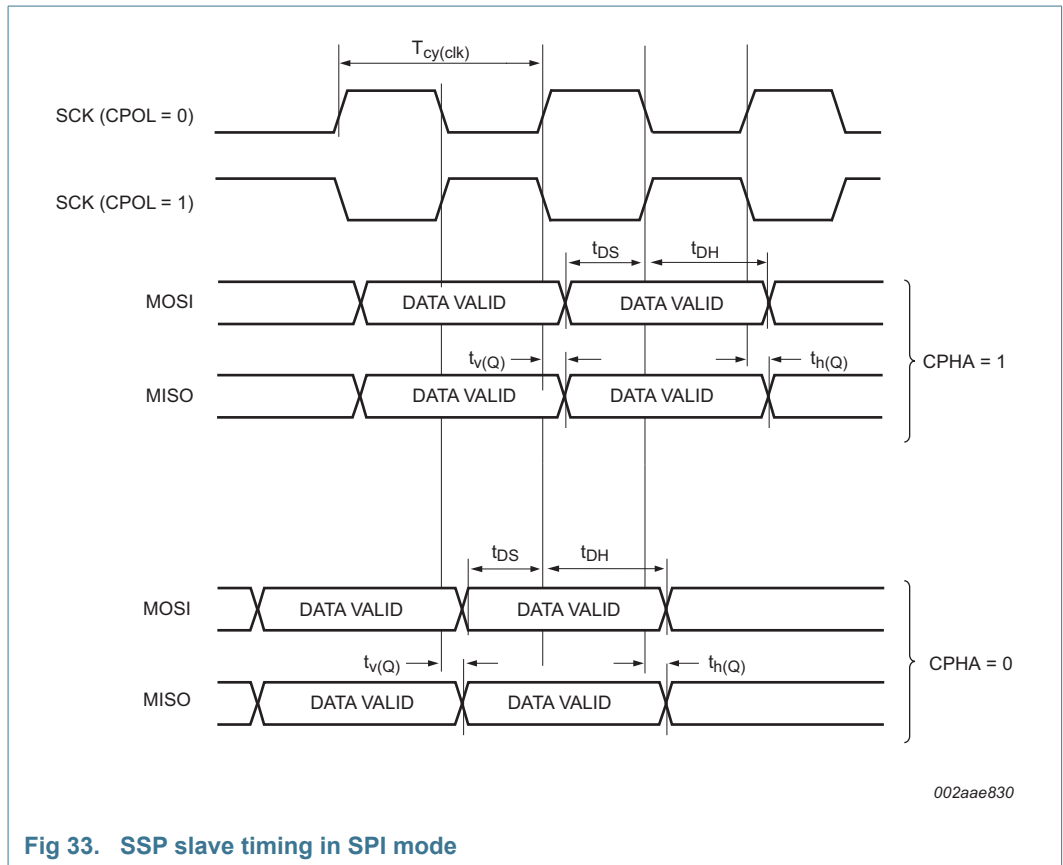 Tcy(clk)
SCK (CPOL = 0)
SCK (CPOL = 1)
tDS tDH
MOSI DATA VALID DATA VALID
tv(Q) th(Q)
CPHA = 1
MISO DATA VALID DATA VALID
tDS tDH
MOSI DATA VALID DATA VALID
tv(Q) th(Q)
CPHA = 0
MISO DATA VALID DATA VALID
002aae830
Fig 33. SSP slave timing in SPI mode